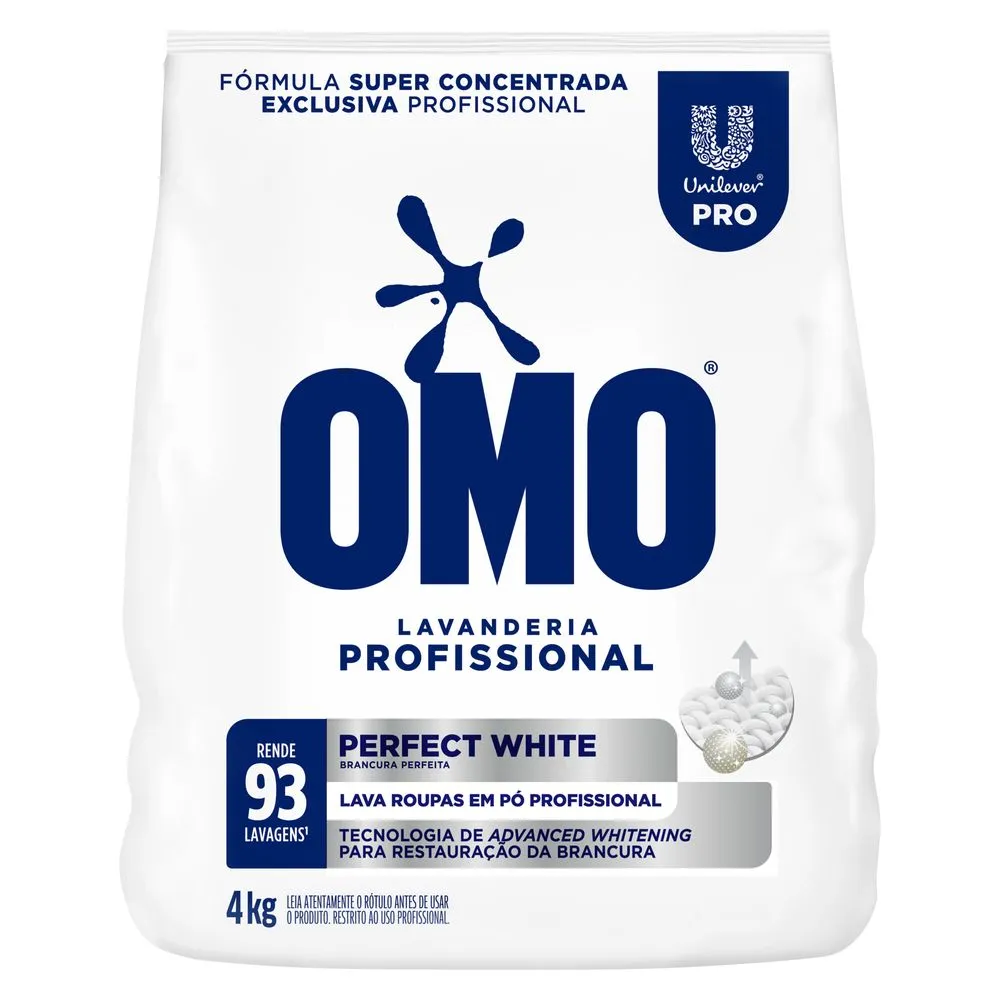 FÓRMULA SUPER CONCENTRADA
EXCLUSIVA PROFISSIONAL
Unilever®
PRO
OMO®
LAVANDERIA
PROFISSIONAL
RENDE
93
LAVAGENS¹
PERFECT WHITE
BRANCURA PERFEITA
LAVA ROUPAS EM PÓ PROFISSIONAL
TECNOLOGIA DE ADVANCED WHITENING
PARA RESTAURAÇÃO DA BRANCURA
4kg
LEIA ATENTAMENTE O RÓTULO ANTES DE USAR
O PRODUTO. RESTRITO AO USO PROFISSIONAL.